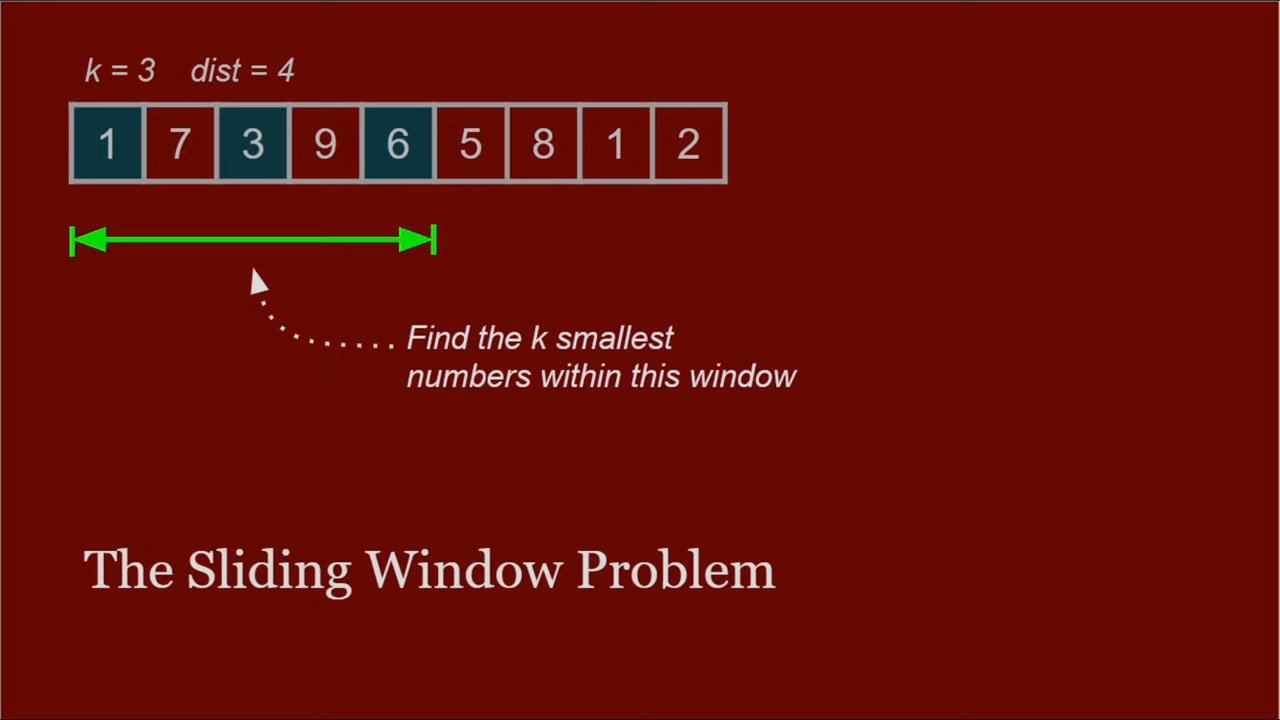 k = 3 dist = 4
1 7 3 9 6 5 8 1 2
Find the k smallest
numbers within this window
The Sliding Window Problem